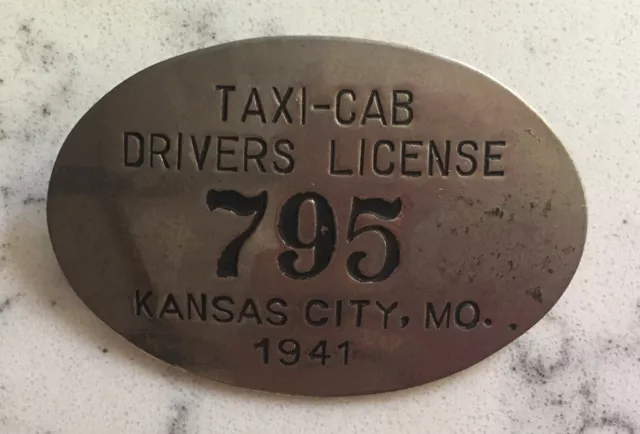 TAXI-CAB
DRIVERS LICENSE
795
KANSAS CITY, MO.
1941